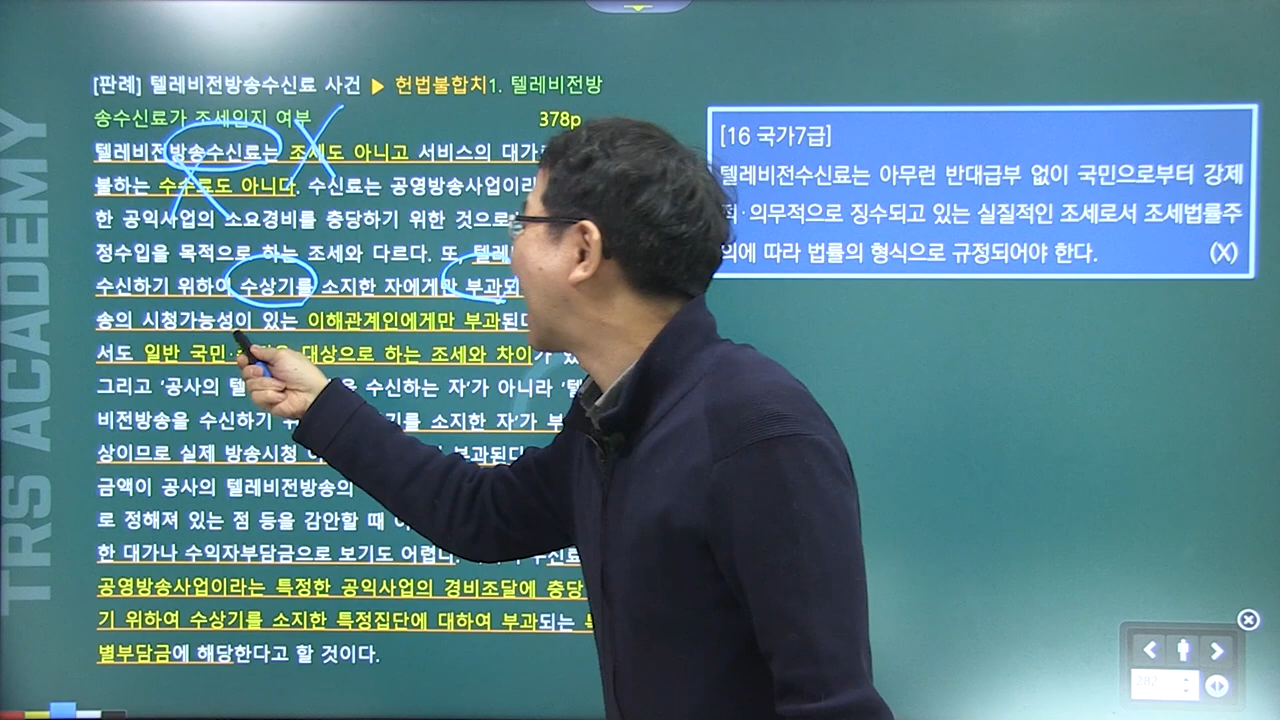 [판례] 텔레비전방송수신료 사건 ▶ 헌법불합치1. 텔레비전방
송수신료가 조세인지 여부 378p
텔레비전방송수신료는 조세도 아니고 서비스의 대가로
불하는 수수료도 아니다. 수신료는 공영방송사업이라
한 공익사업의 소요경비를 충당하기 위한 것으로
정수입을 목적으로 하는 조세와 다르다. 또, 텔레
수신하기 위하여 수상기를 소지한 자에게만 부과되
송의 시청가능성이 있는 이해관계인에게만 부과된다
서도 일반 국민 대상으로 하는 조세와 차이가 있
그리고 '공사의 텔 을 수신하는 자'가 아니라 '텔
비전방송을 수신하기 기를 소지한 자'가 부
상이므로 실제 방송시청 부과된다
금액이 공사의 텔레비전방송의
로 정해져 있는 점 등을 감안할 때
한 대가나 수익자부담금으로 보기도 어렵다. 수신료
공영방송사업이라는 특정한 공익사업의 경비조달에 충당
기 위하여 수상기를 소지한 특정집단에 대하여 부과되는
별부담금에 해당한다고 할 것이다.
[16 국가7급]
텔레비전수신료는 아무런 반대급부 없이 국민으로부터 강제
적·의무적으로 징수되고 있는 실질적인 조세로서 조세법률주
의에 따라 법률의 형식으로 규정되어야 한다. (X)
TRS ACADEMY
282